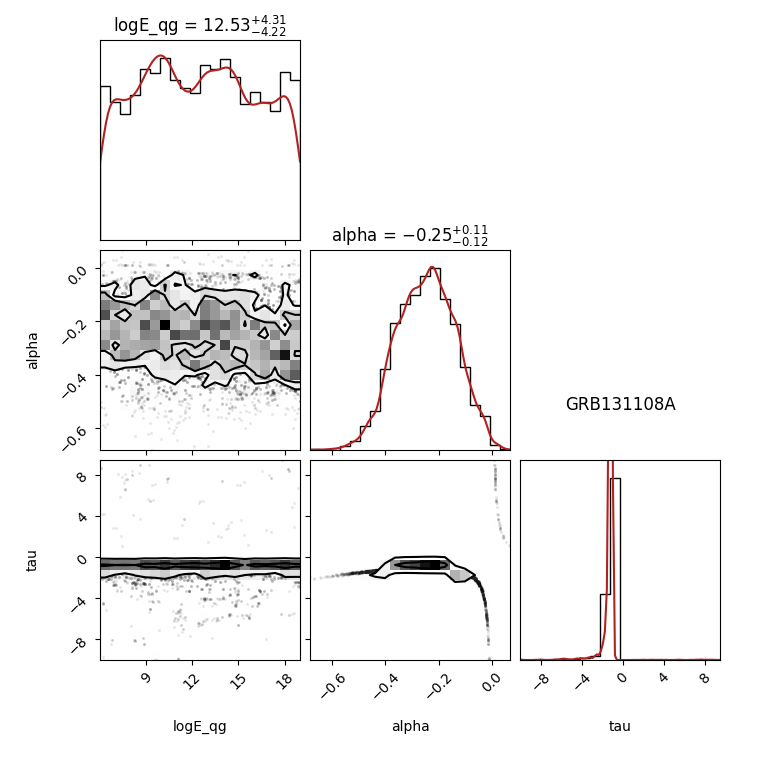 logE_qg = 12.53^{+4.31}_{−4.22}
alpha = −0.25^{+0.11}_{−0.12}
GRB131108A
alpha
0.0
−0.2
−0.4
−0.6
tau
8
4
0
−4
−8
9 12 15 18
−0.6 −0.4 −0.2 0.0
−8 −4 0 4 8
logE_qg alpha tau